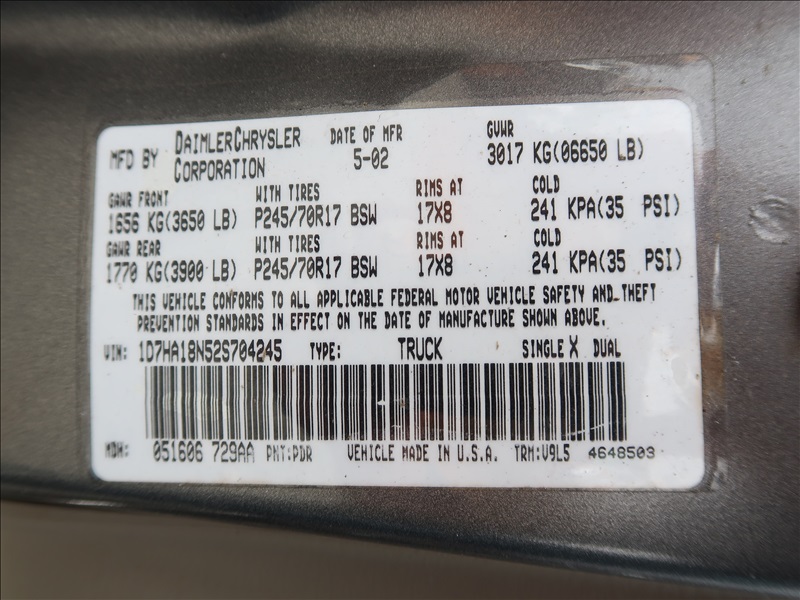 MFD BY DAIMLERCHRYSLER CORPORATION DATE OF MFR 5-02 GVWR 3017 KG(06650 LB)
GAWR FRONT WITH TIRES RIMS AT COLD
1656 KG(3650 LB) P245/70R17 BSW 17X8 241 KPA(35 PSI)
GAWR REAR WITH TIRES RIMS AT COLD
1770 KG(3900 LB) P245/70R17 BSW 17X8 241 KPA(35 PSI)
THIS VEHICLE CONFORMS TO ALL APPLICABLE FEDERAL MOTOR VEHICLE SAFETY AND THEFT
PREVENTION STANDARDS IN EFFECT ON THE DATE OF MANUFACTURE SHOWN ABOVE.
VIN: 1D7HA18N52S704245 TYPE: TRUCK SINGLE X DUAL
MDH: 051606 729AA PNT:PDR VEHICLE MADE IN U.S.A. TRM:V9L5 4648503